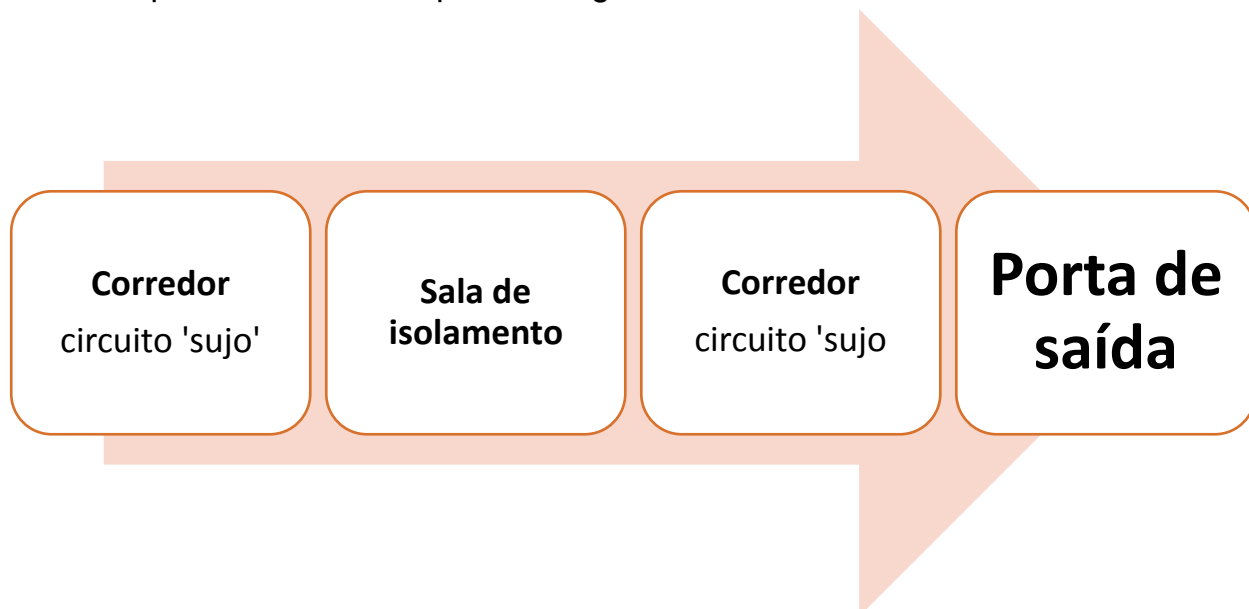 Corredor
circuito 'sujo'
Sala de
isolamento
Corredor
circuito 'sujo
Porta de
saída